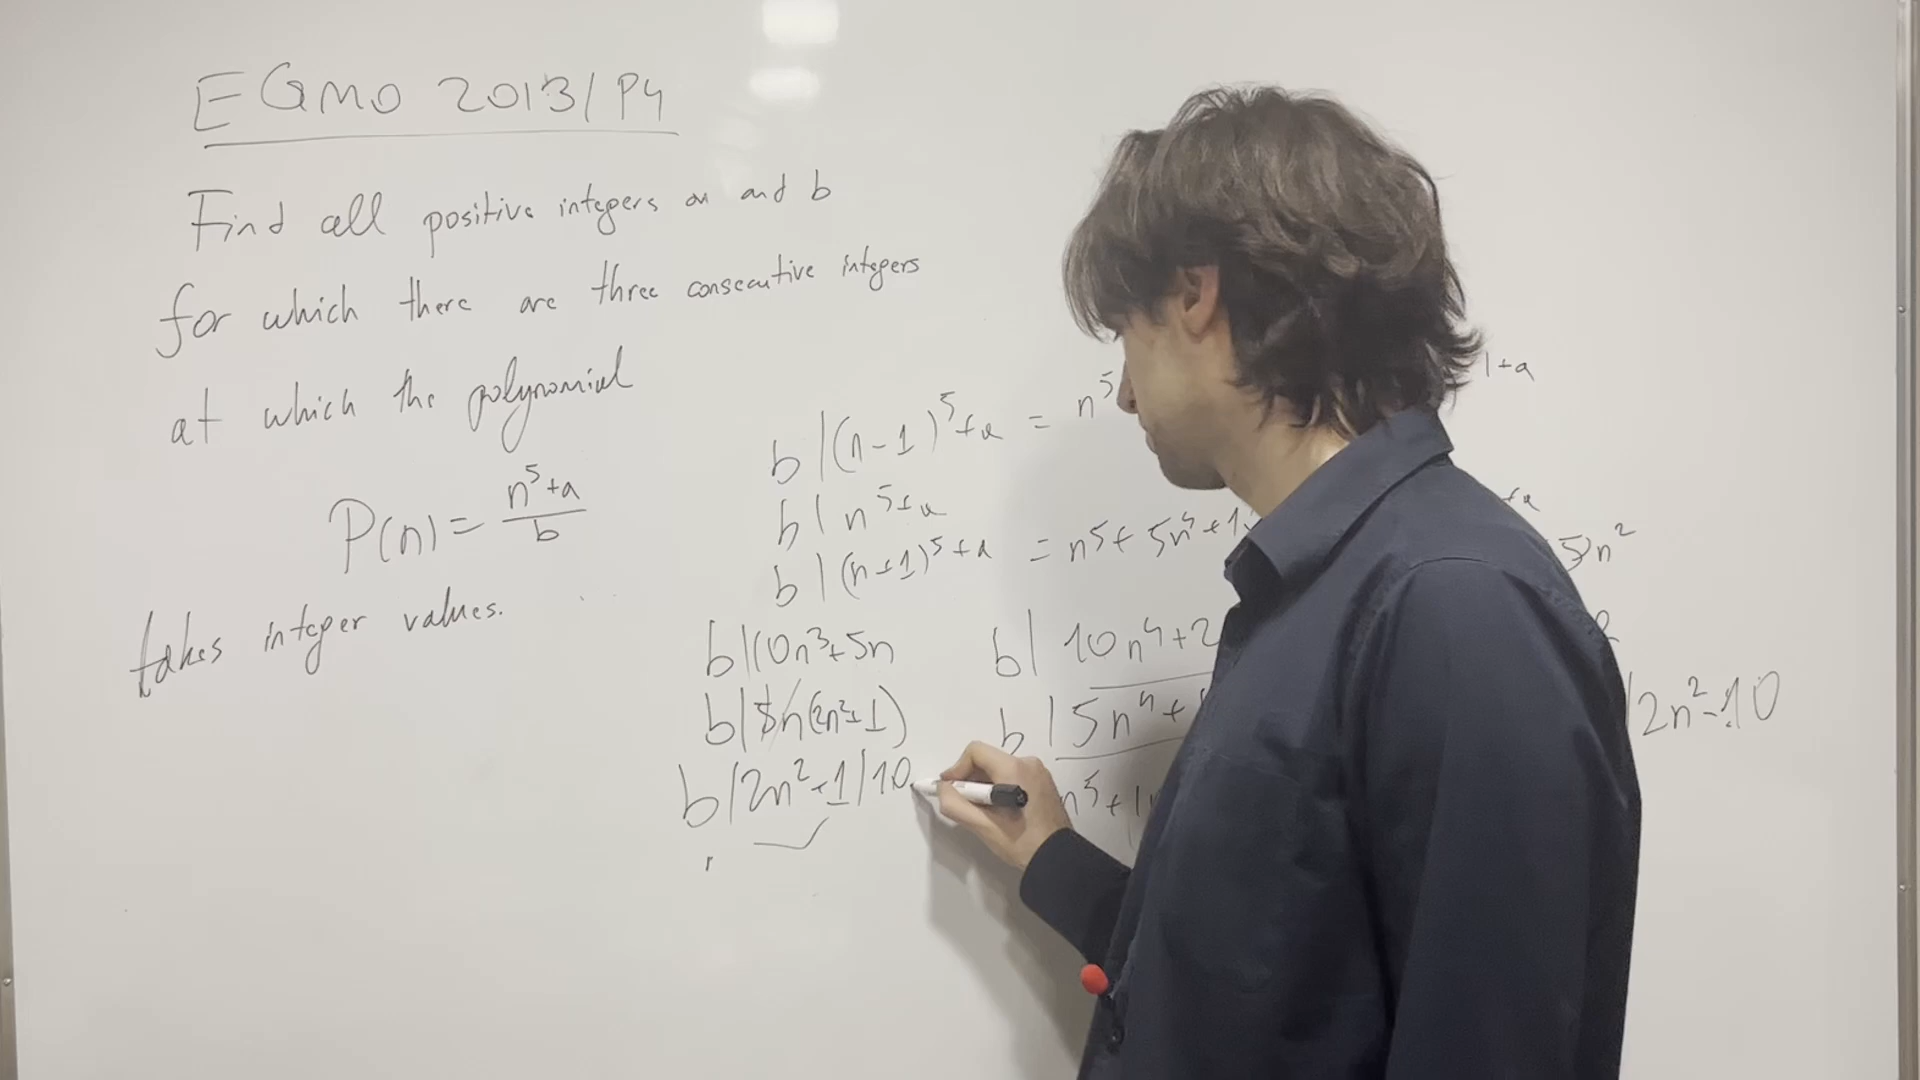 EGMO 2013/P4
Find all positive integers a and b
for which there are three consecutive integers
at which the polynomial
P(n) = n⁵+a / b
takes integer values.
b|(n-1)⁵+a = n⁵ 1+a
b|n⁵+a
b|(n+1)⁵+a = n⁵+5n⁴+1 +a
5n²
b|10n³+5n b|10n⁴+2
b|5n(2n²+1) b|5n⁴+ 2n²-10
b|2n²+1|10 n⁵+1